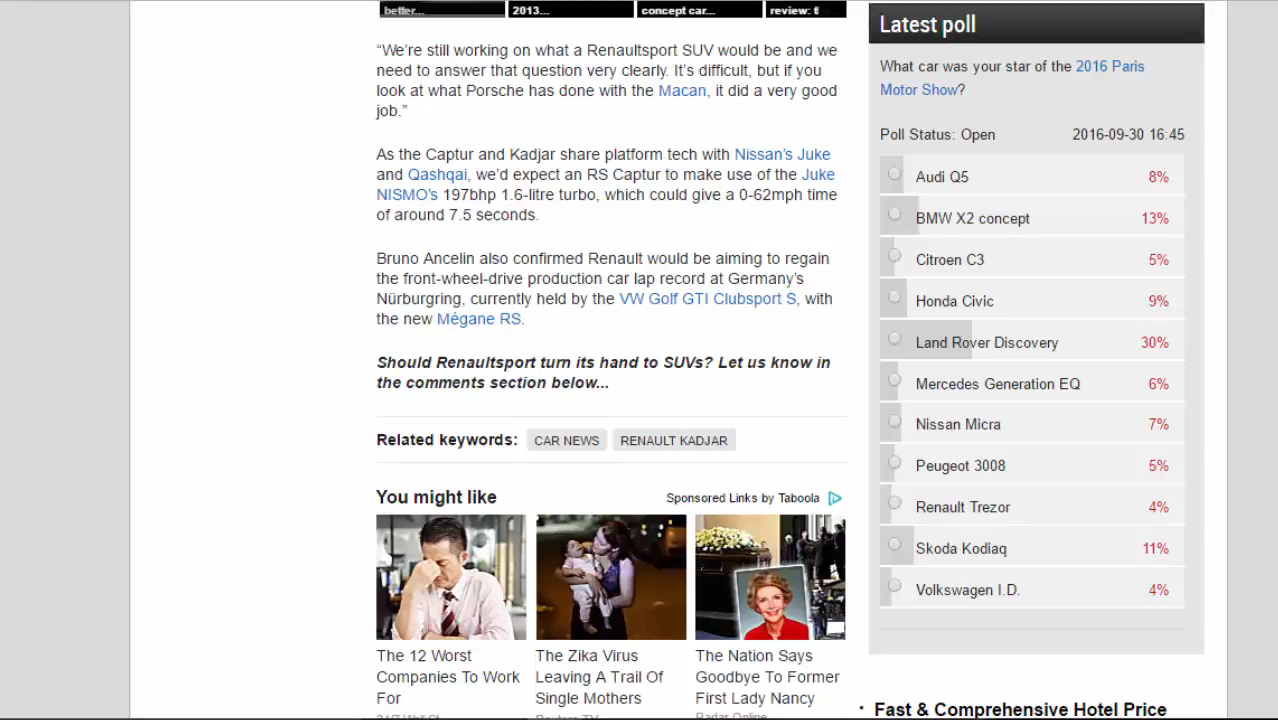 better...
2013...
concept car...
review: t
“We’re still working on what a Renaultsport SUV would be and we
need to answer that question very clearly. It’s difficult, but if you
look at what Porsche has done with the Macan, it did a very good
job.”
As the Captur and Kadjar share platform tech with Nissan’s Juke
and Qashqai, we’d expect an RS Captur to make use of the Juke
NISMO’s 197bhp 1.6-litre turbo, which could give a 0-62mph time
of around 7.5 seconds.
Bruno Ancelin also confirmed Renault would be aiming to regain
the front-wheel-drive production car lap record at Germany’s
Nürburgring, currently held by the VW Golf GTI Clubsport S, with
the new Mégane RS.
Should Renaultsport turn its hand to SUVs? Let us know in
the comments section below...
Related keywords: CAR NEWS RENAULT KADJAR
You might like
Sponsored Links by Taboola
The 12 Worst
Companies To Work
For
24/7 Wall St.
The Zika Virus
Leaving A Trail Of
Single Mothers
Reuters TV
The Nation Says
Goodbye To Former
First Lady Nancy
Radar Online
Latest poll
What car was your star of the 2016 Paris
Motor Show?
Poll Status: Open 2016-09-30 16:45
Audi Q5 8%
BMW X2 concept 13%
Citroen C3 5%
Honda Civic 9%
Land Rover Discovery 30%
Mercedes Generation EQ 6%
Nissan Micra 7%
Peugeot 3008 5%
Renault Trezor 4%
Skoda Kodiaq 11%
Volkswagen I.D. 4%
Fast & Comprehensive Hotel Price